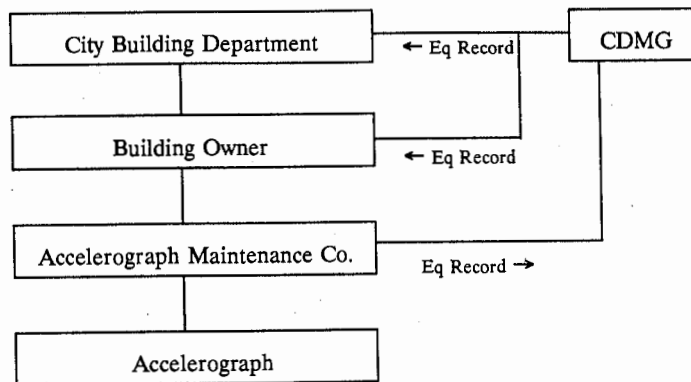 City Building Department
CDMG
← Eq Record
Building Owner
← Eq Record
Accelerograph Maintenance Co.
Eq Record →
Accelerograph